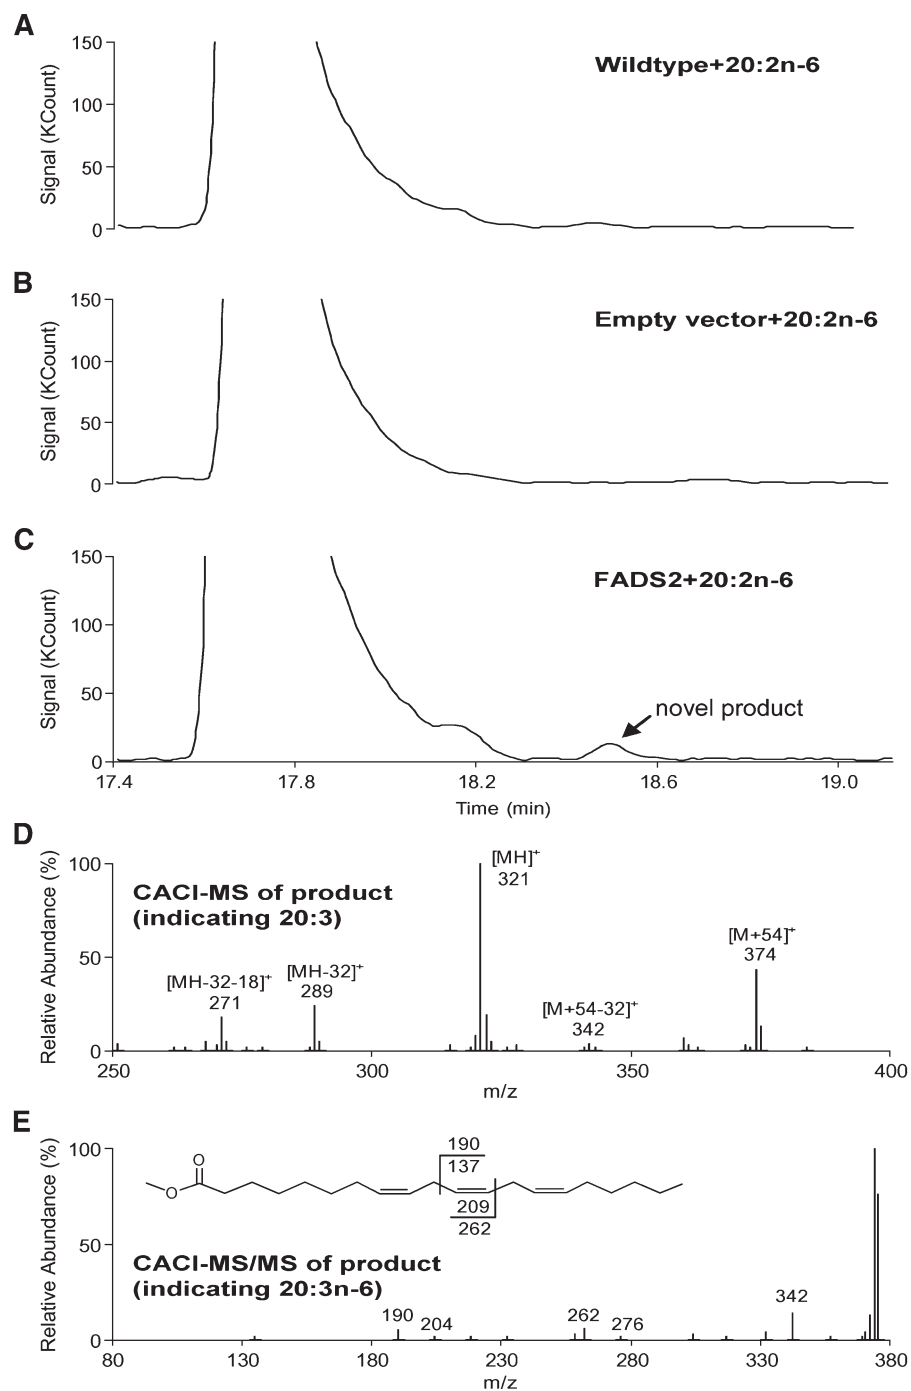 A
Signal (KCount)
150
100
50
0
Wildtype+20:2n-6
B
Signal (KCount)
150
100
50
0
Empty vector+20:2n-6
C
Signal (KCount)
150
100
50
0
FADS2+20:2n-6
novel product
17.4 17.8 18.2 18.6 19.0
Time (min)
D
Relative Abundance (%)
100
50
0
CACI-MS of product
(indicating 20:3)
[MH-32-18]+
271
[MH-32]+
289
[MH]+
321
[M+54-32]+
342
[M+54]+
374
250 300 350 400
m/z
E
Relative Abundance (%)
100
50
0
O
O
190
137
209
262
CACI-MS/MS of product
(indicating 20:3n-6)
190
204
262
276
342
80 130 180 230 280 330 380
m/z